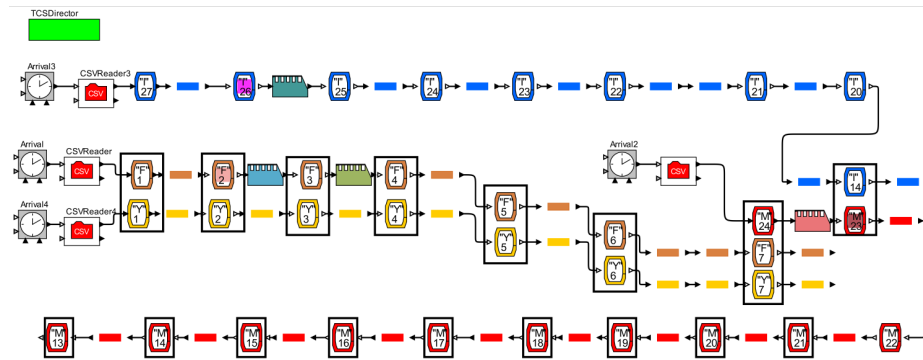 TCSDirector
Arrival3
CSVReader3
CSV
"I"
27
"I"
26
"I"
25
"I"
24
"I"
23
"I"
22
"I"
21
"I"
20
Arrival
CSVReader
CSV
"F"
1
"F"
2
"F"
3
"F"
4
Arrival2
CSV
"I"
14
Arrival4
CSVReader4
CSV
"Y"
1
"Y"
2
"Y"
3
"Y"
4
"F"
5
"Y"
5
"F"
6
"Y"
6
"M"
24
"M"
23
"F"
7
"Y"
7
"M"
13
"M"
14
"M"
15
"M"
16
"M"
17
"M"
18
"M"
19
"M"
20
"M"
21
"M"
22